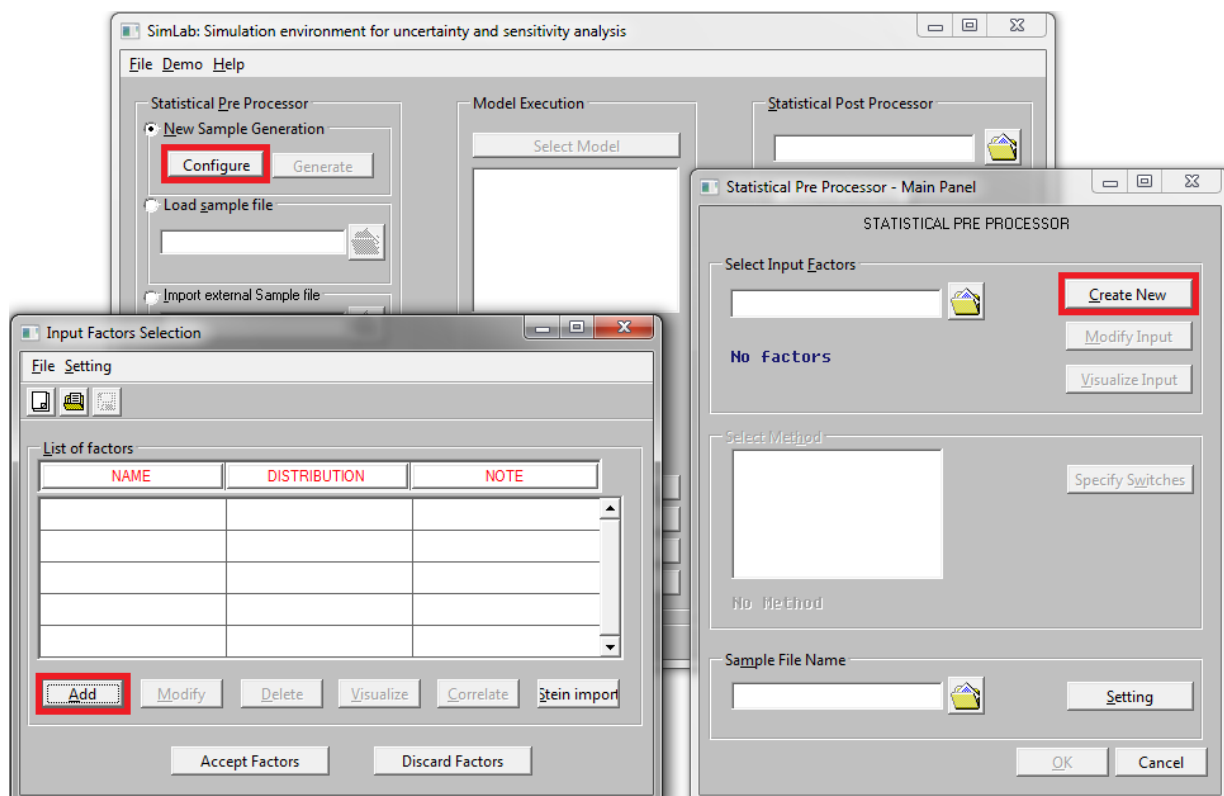 SimLab: Simulation environment for uncertainty and sensitivity analysis
File Demo Help
Statistical Pre Processor
New Sample Generation
Configure
Generate
Load sample file
Import external Sample file
Model Execution
Select Model
Statistical Post Processor
Statistical Pre Processor - Main Panel
STATISTICAL PRE PROCESSOR
Select Input Factors
Create New
Modify Input
Visualize Input
No factors
Select Method
Specify Switches
No Method
Sample File Name
Setting
OK
Cancel
Input Factors Selection
File Setting
List of factors
NAME DISTRIBUTION NOTE
Add Modify Delete Visualize Correlate Stein import
Accept Factors Discard Factors